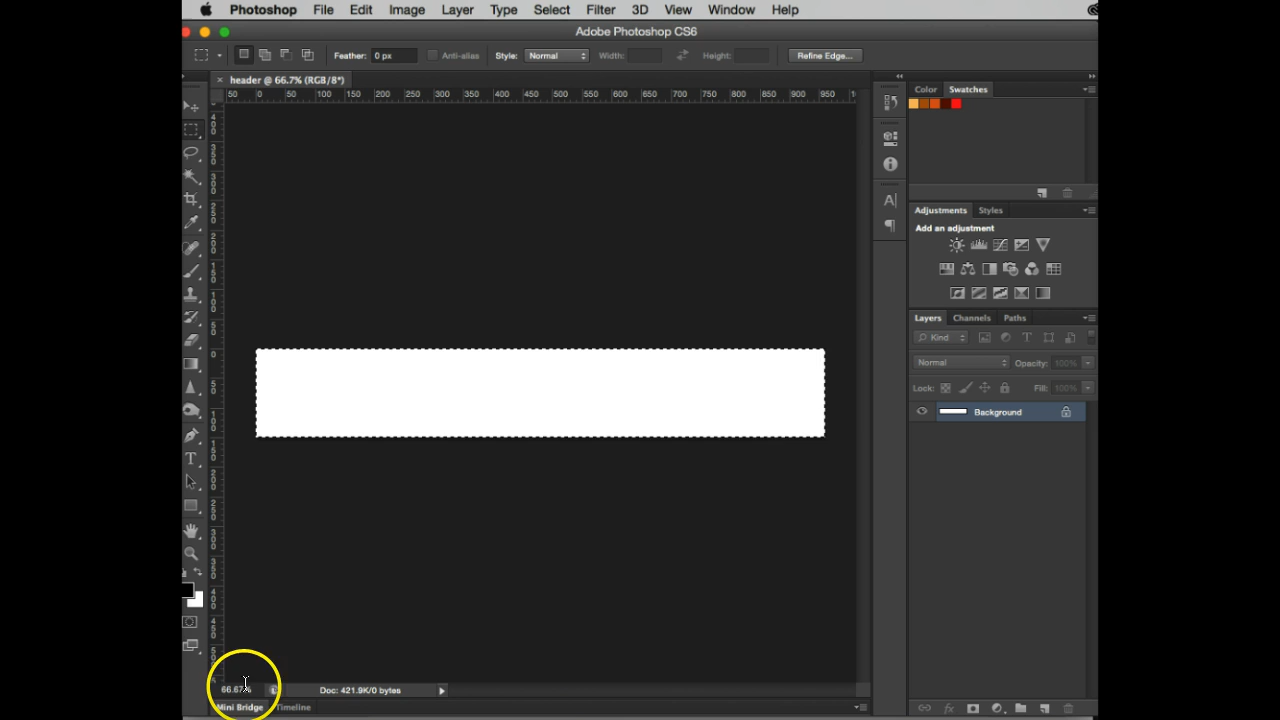 Photoshop File Edit Image Layer Type Select Filter 3D View Window Help
Adobe Photoshop CS6
Feather: 0 px Anti-alias Style: Normal Width: Height: Refine Edge...
header @ 66.7% (RGB/8*)
50 0 50 100 150 200 250 300 350 400 450 500 550 600 650 700 750 800 850 900 950
Color Swatches
Adjustments Styles
Add an adjustment
Layers Channels Paths
Kind
Normal Opacity: 100%
Lock: Fill: 100%
Background
66.67% Doc: 421.9K/0 bytes
Mini Bridge Timeline